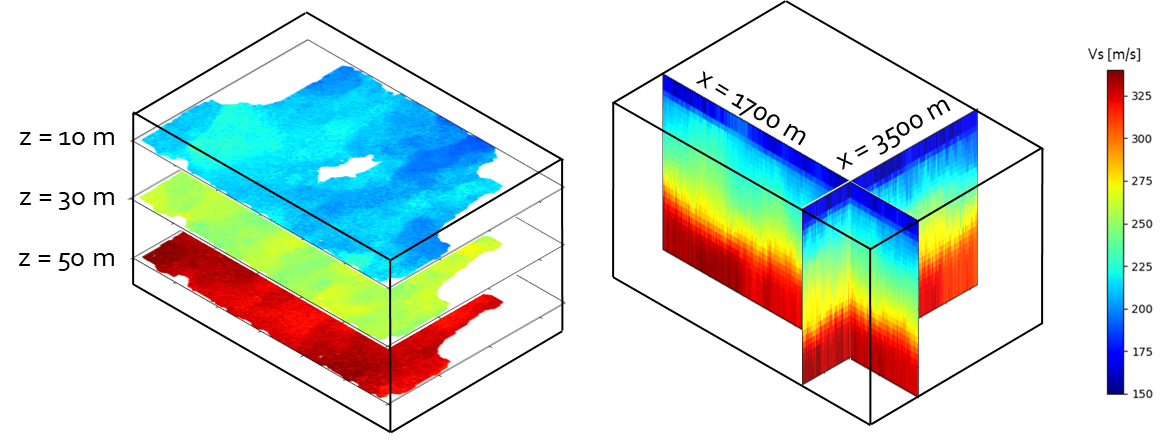 z = 10 m
z = 30 m
z = 50 m
x = 1700 m
x = 3500 m
Vs [m/s]
325
300
275
250
225
200
175
150